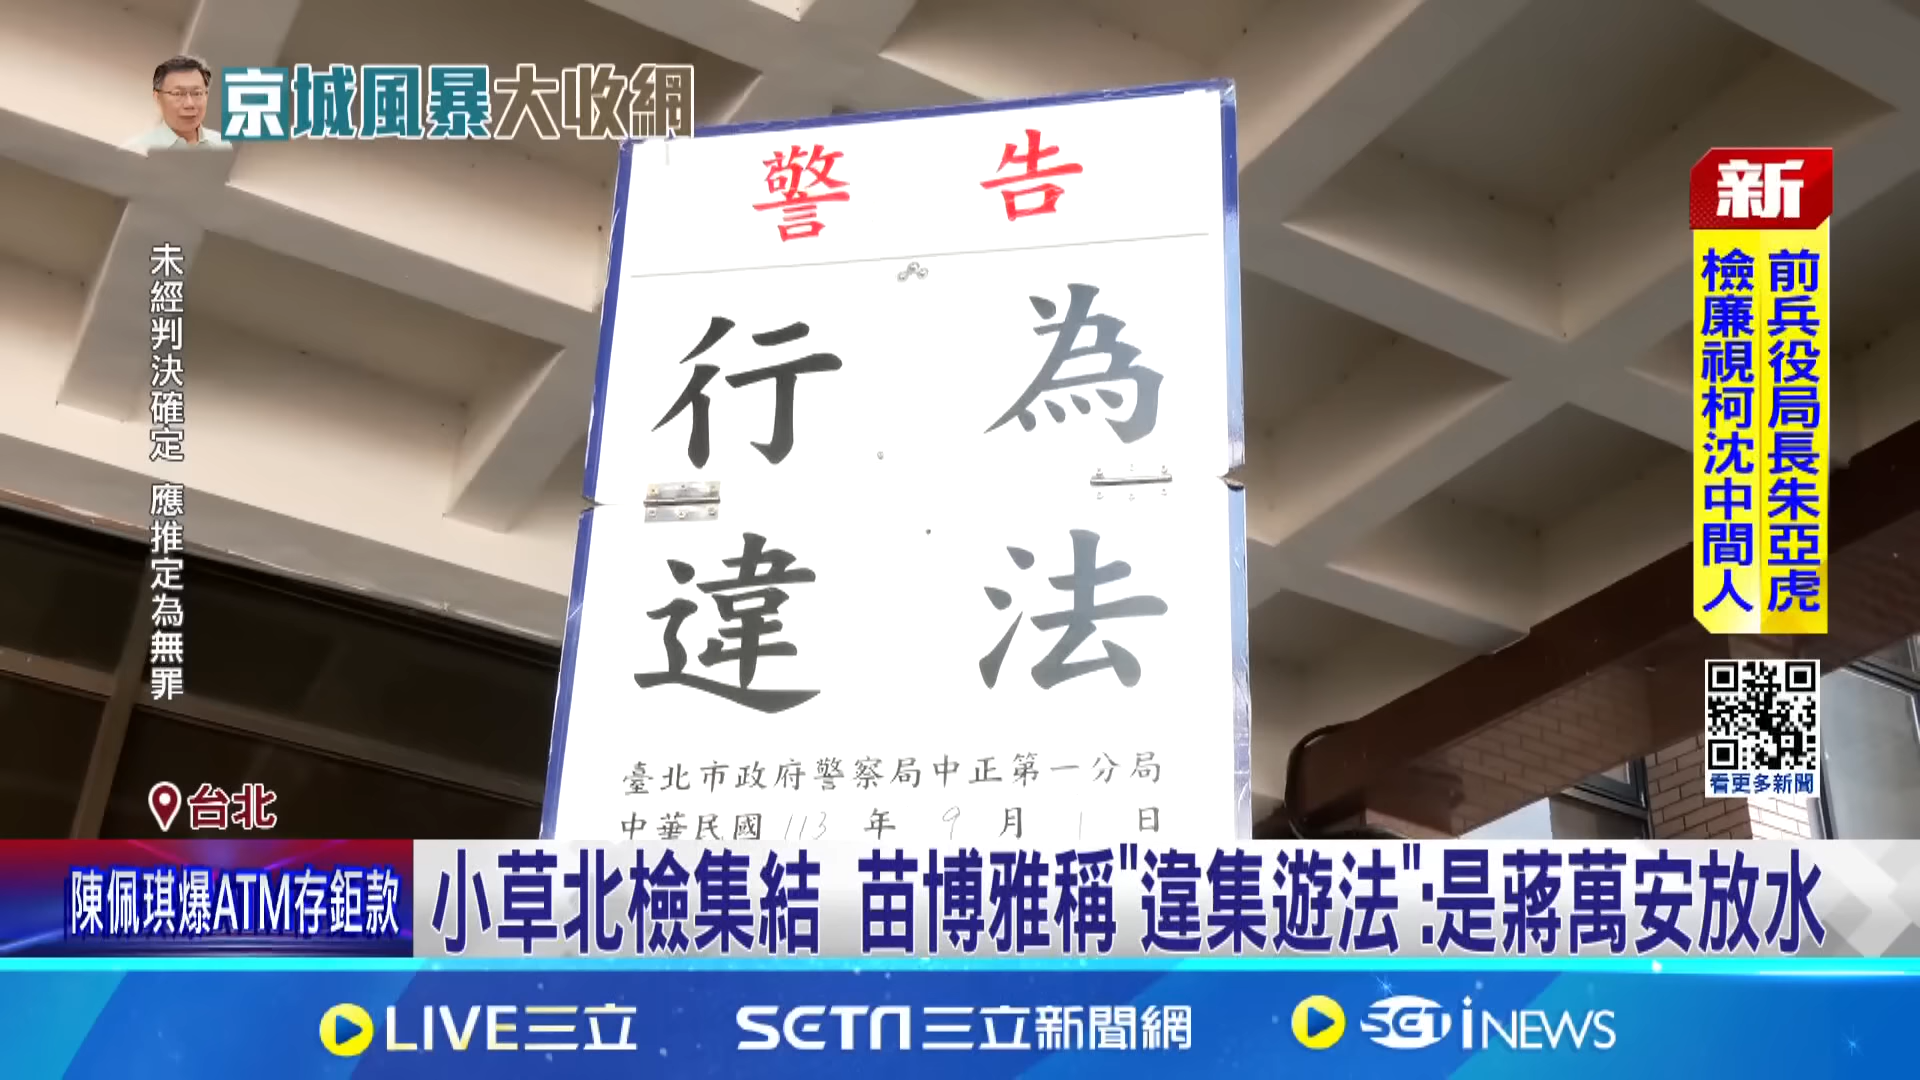 京城風暴大收網
警告
行為
違法
臺北市政府警察局中正第一分局
中華民國 113 年 9 月 1 日
未經判決確定 應推定為無罪
新
前兵役局長朱亞虎
檢廉視柯沈中間人
看更多新聞
台北
陳佩琪爆ATM存鉅款
小草北檢集結 苗博雅稱"違集遊法":是蔣萬安放水
LIVE三立
SETN三立新聞網
SET iNEWS